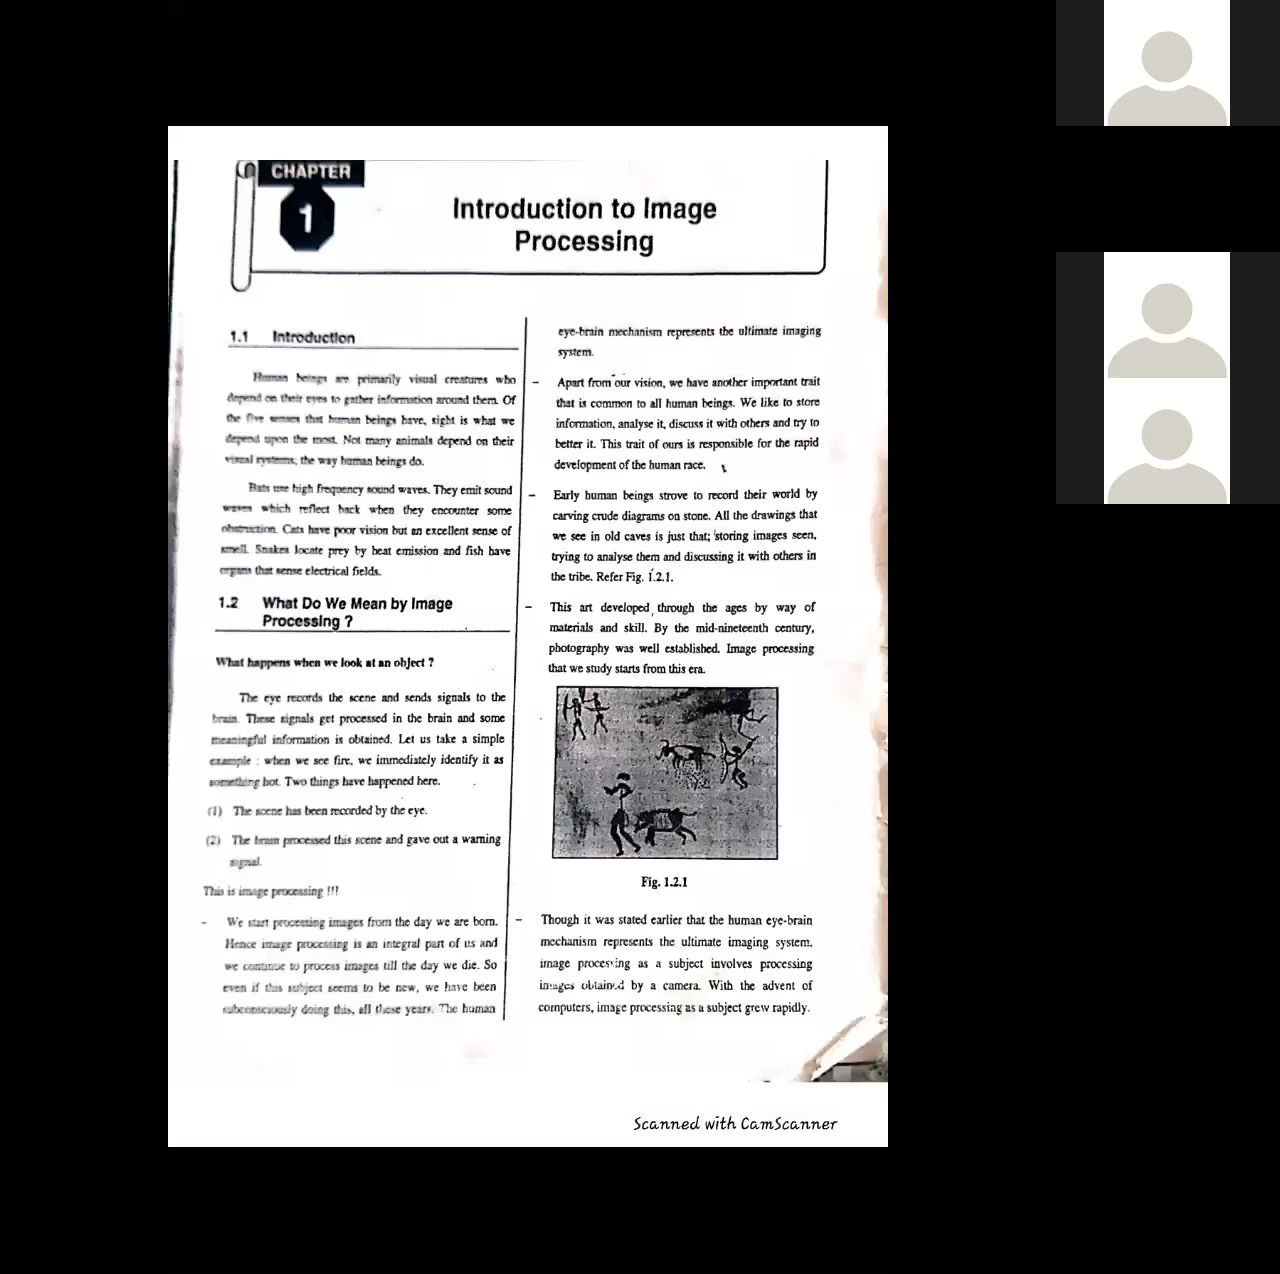 CHAPTER
1
Introduction to Image
Processing
1.1 Introduction
Human beings are primarily visual creatures who
depend on their eyes to gather information around them. Of
the five senses that human beings have, sight is what we
depend upon the most. Not many animals depend on their
visual systems, the way human beings do.
Bats use high frequency sound waves. They emit sound
waves which reflect back when they encounter some
obstruction. Cats have poor vision but an excellent sense of
smell. Snakes locate prey by heat emission and fish have
organs that sense electrical fields.
1.2 What Do We Mean by Image
Processing ?
What happens when we look at an object ?
The eye records the scene and sends signals to the
brain. These signals get processed in the brain and some
meaningful information is obtained. Let us take a simple
example : when we see fire, we immediately identify it as
something hot. Two things have happened here.
(1) The scene has been recorded by the eye.
(2) The brain processed this scene and gave out a warning
signal.
This is image processing !!!
- We start processing images from the day we are born.
Hence image processing is an integral part of us and
we continue to process images till the day we die. So
even if this subject seems to be new, we have been
subconsciously doing this, all these years. The human
eye-brain mechanism represents the ultimate imaging
system.
- Apart from our vision, we have another important trait
that is common to all human beings. We like to store
information, analyse it, discuss it with others and try to
better it. This trait of ours is responsible for the rapid
development of the human race.
- Early human beings strove to record their world by
carving crude diagrams on stone. All the drawings that
we see in old caves is just that; storing images seen,
trying to analyse them and discussing it with others in
the tribe. Refer Fig. 1.2.1.
- This art developed through the ages by way of
materials and skill. By the mid-nineteenth century,
photography was well established. Image processing
that we study starts from this era.
Fig. 1.2.1
- Though it was stated earlier that the human eye-brain
mechanism represents the ultimate imaging system,
image processing as a subject involves processing
images obtained by a camera. With the advent of
computers, image processing as a subject grew rapidly.
Scanned with CamScanner